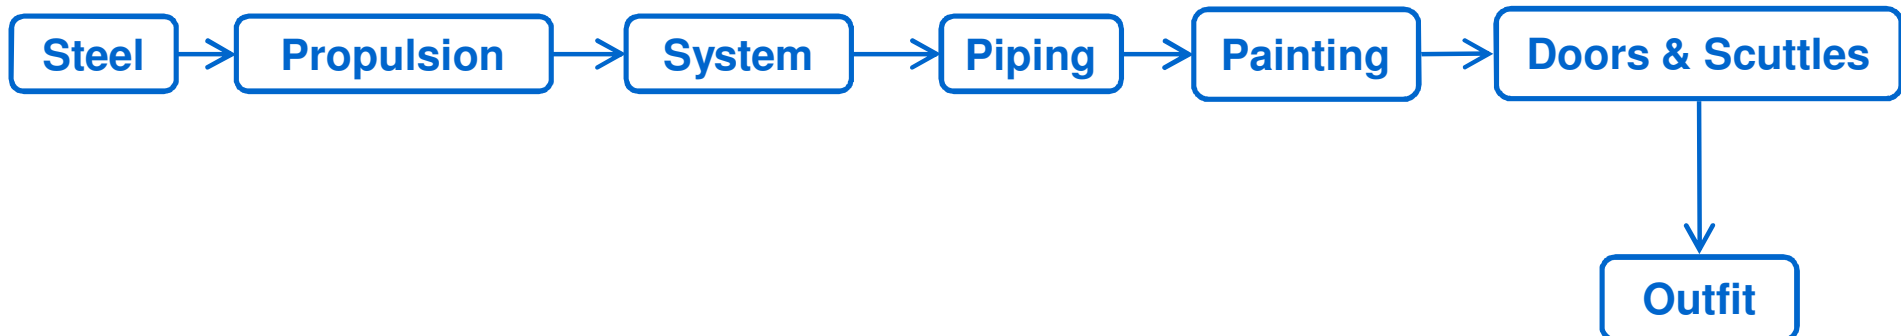 Steel
Propulsion
System
Piping
Painting
Doors & Scuttles
Outfit